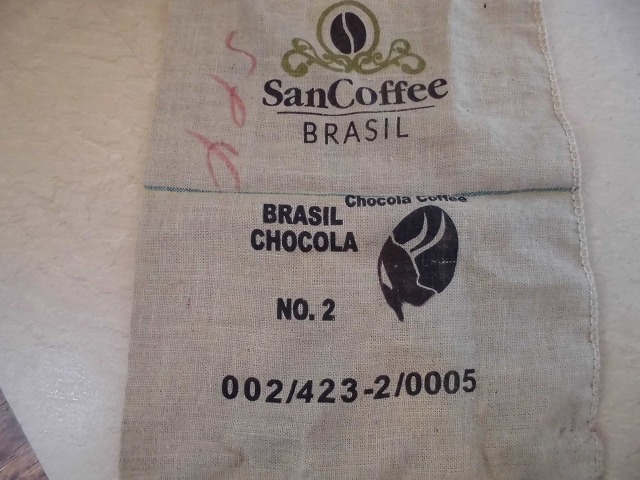 SanCoffee
BRASIL
Chocola Coffee
BRASIL
CHOCOLA
NO. 2
002/423-2/0005